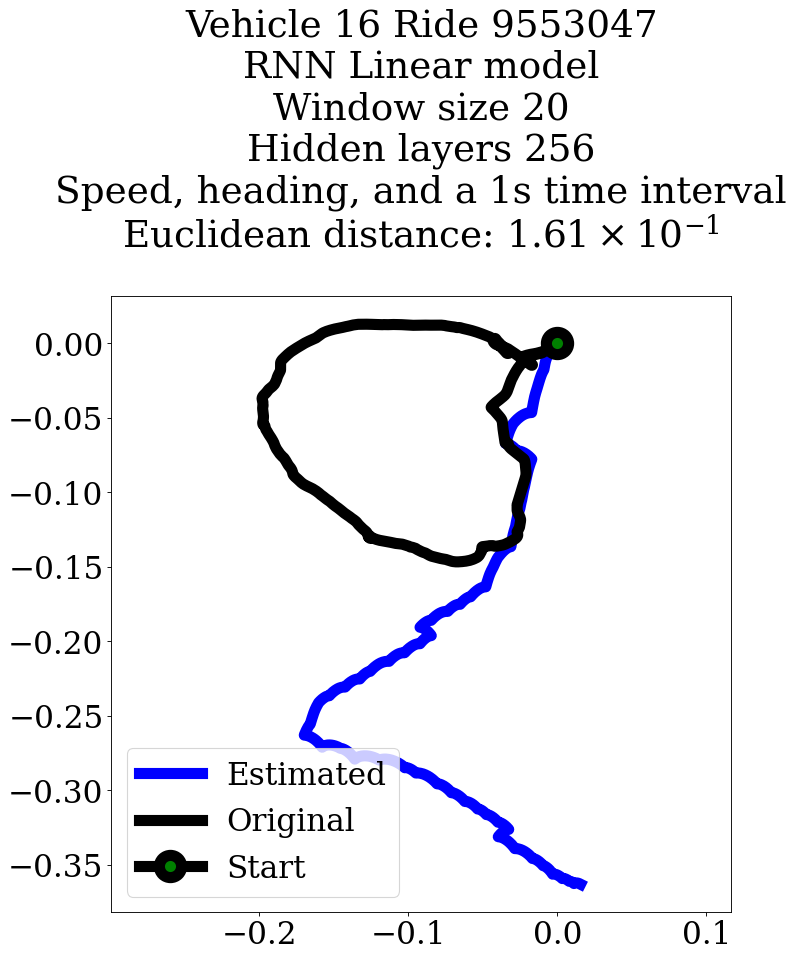 Vehicle 16 Ride 9553047
RNN Linear model
Window size 20
Hidden layers 256
Speed, heading, and a 1s time interval
Euclidean distance: 1.61 × 10⁻¹
0.00
−0.05
−0.10
−0.15
−0.20
−0.25
−0.30
−0.35
Estimated
Original
Start
−0.2 −0.1 0.0 0.1